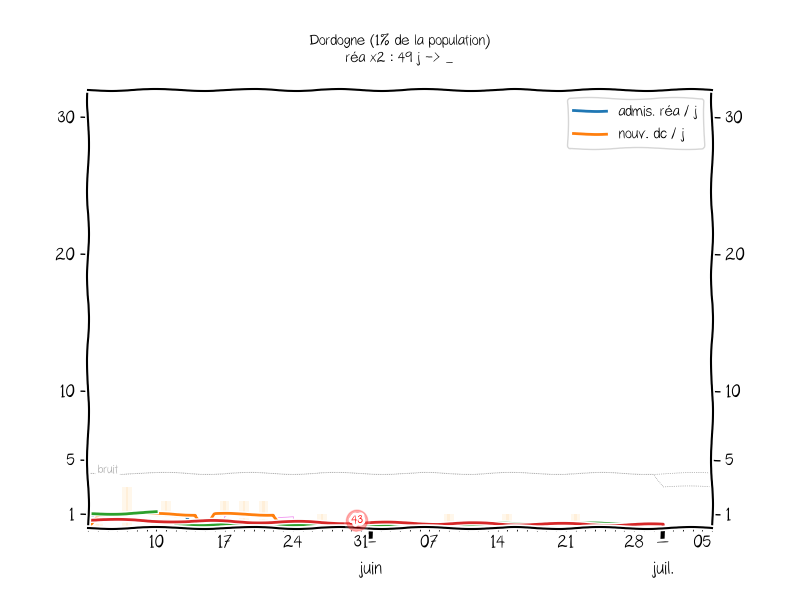 Dordogne (1% de la population)
réa x2 : 49 j -> _
admis. réa / j
nouv. dc / j
30
30
20
20
10
10
5
bruit
5
1
43
1
10 17 24 31 07 14 21 28 05
juin juil.